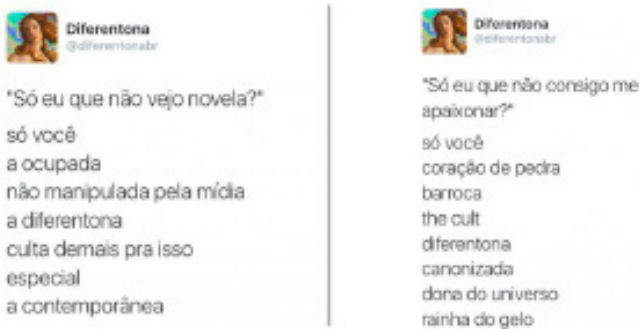 Diferentona
@diferentonabr
"Só eu que não vejo novela?"
só você
a ocupada
não manipulada pela mídia
a diferentona
culta demais pra isso
especial
a contemporânea
Diferentona
@diferentonabr
"Só eu que não consigo me
apaixonar?"
só você
coração de pedra
barroca
the cult
diferentona
canonizada
dona do universo
rainha do gelo